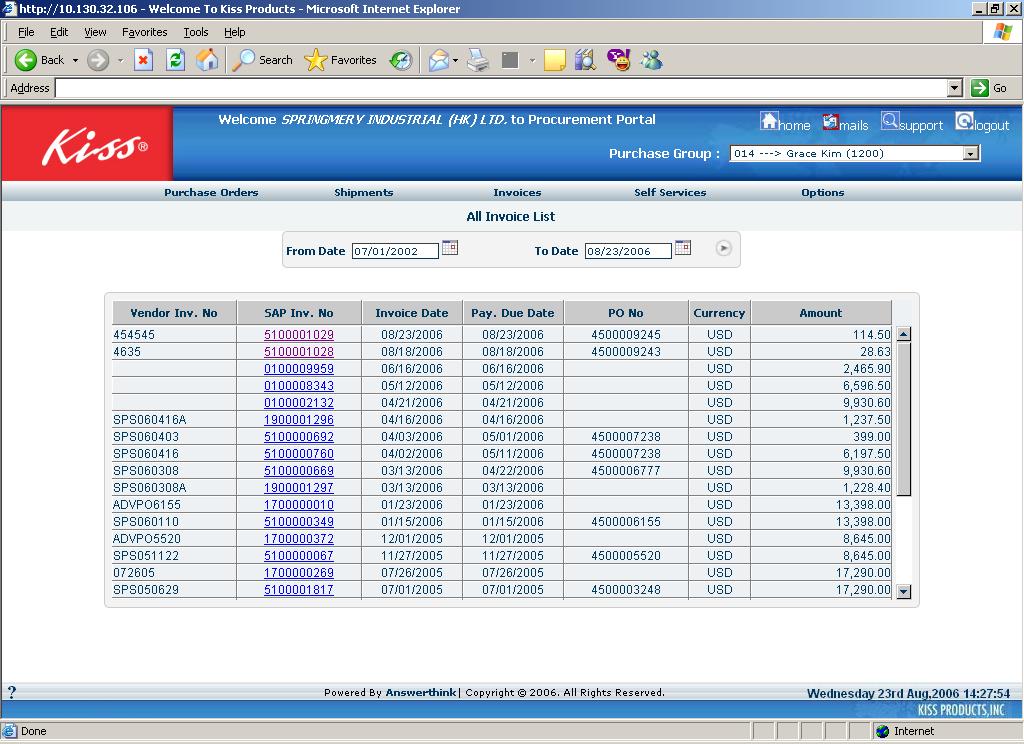 http://10.130.32.106 - Welcome To Kiss Products - Microsoft Internet Explorer
File Edit View Favorites Tools Help
Back Search Favorites
Address Go
Kiss®
Welcome SPRINGMERY INDUSTRIAL (HK) LTD. to Procurement Portal
home mails support logout
Purchase Group : 014 ---> Grace Kim (1200)
Purchase Orders Shipments Invoices Self Services Options
All Invoice List
From Date 07/01/2002 To Date 08/23/2006
Vendor Inv. No SAP Inv. No Invoice Date Pay. Due Date PO No Currency Amount
454545 5100001029 08/23/2006 08/23/2006 4500009245 USD 114.50
4635 5100001028 08/18/2006 08/18/2006 4500009243 USD 28.63
0100009959 06/16/2006 06/16/2006 USD 2,465.90
0100008343 05/12/2006 05/12/2006 USD 6,596.50
0100002132 04/21/2006 04/21/2006 USD 9,930.60
SPS060416A 1900001296 04/16/2006 04/16/2006 USD 1,237.50
SPS060403 5100000692 04/03/2006 05/01/2006 4500007238 USD 399.00
SPS060416 5100000760 04/02/2006 05/11/2006 4500007238 USD 6,197.50
SPS060308 5100000669 03/13/2006 04/22/2006 4500006777 USD 9,930.60
SPS060308A 1900001297 03/13/2006 03/13/2006 USD 1,228.40
ADVPO6155 1700000010 01/23/2006 01/23/2006 USD 13,398.00
SPS060110 5100000349 01/15/2006 01/15/2006 4500006155 USD 13,398.00
ADVPO5520 1700000372 12/01/2005 12/01/2005 USD 8,645.00
SPS051122 5100000067 11/27/2005 11/27/2005 4500005520 USD 8,645.00
072605 1700000269 07/26/2005 07/26/2005 USD 17,290.00
SPS050629 5100001817 07/01/2005 07/01/2005 4500003248 USD 17,290.00
? Powered By Answerthink | Copyright © 2006. All Rights Reserved. Wednesday 23rd Aug,2006 14:27:54
KISS PRODUCTS,INC
Done Internet